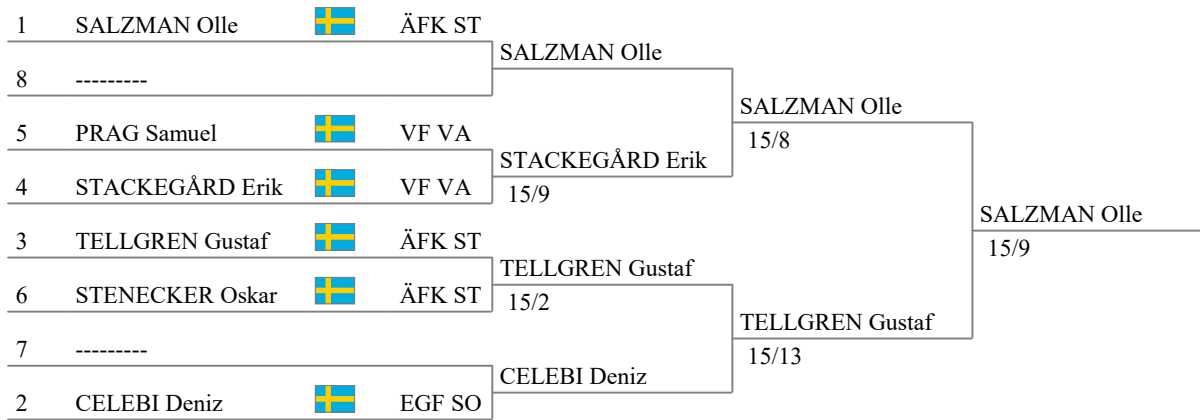 1 SALZMAN Olle ÄFK ST
SALZMAN Olle
8 ---------
SALZMAN Olle
15/8
5 PRAG Samuel VF VA
STACKEGÅRD Erik
15/9
4 STACKEGÅRD Erik VF VA
SALZMAN Olle
15/9
3 TELLGREN Gustaf ÄFK ST
TELLGREN Gustaf
15/2
6 STENECKER Oskar ÄFK ST
TELLGREN Gustaf
15/13
7 ---------
CELEBI Deniz
2 CELEBI Deniz EGF SO